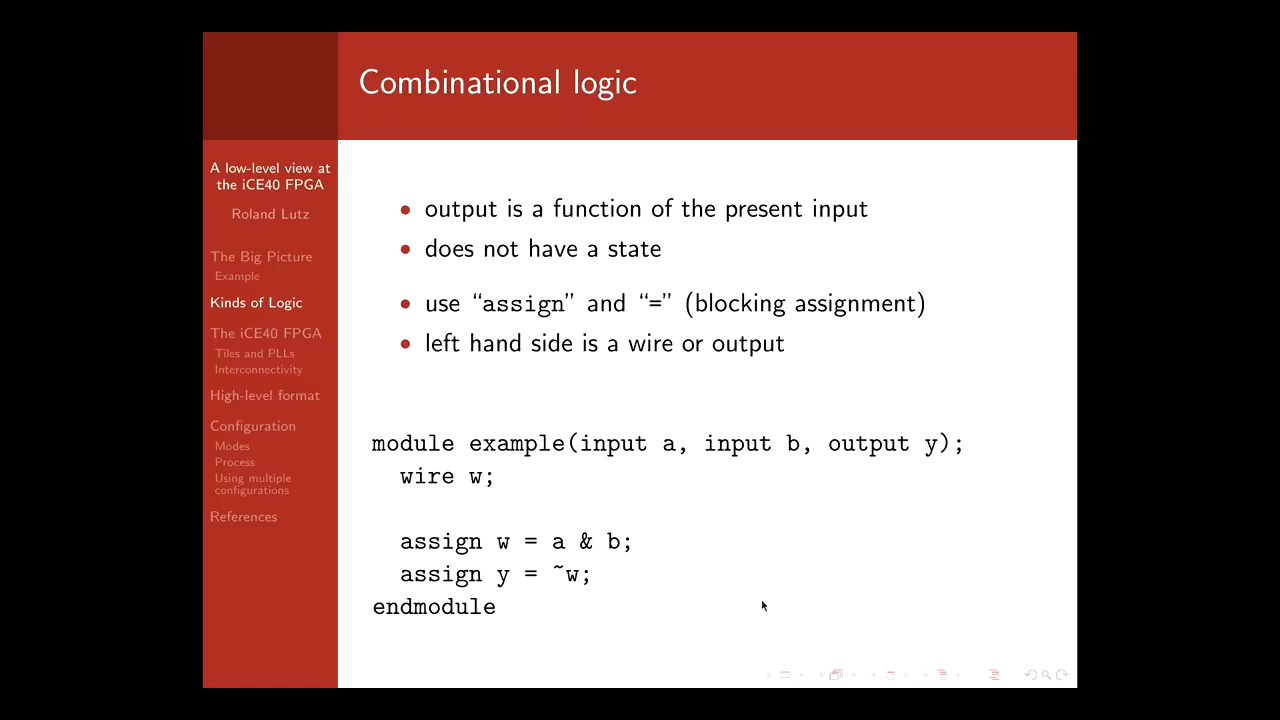 Combinational logic
A low-level view at
the iCE40 FPGA
Roland Lutz
The Big Picture
Example
Kinds of Logic
The iCE40 FPGA
Tiles and PLLs
Interconnectivity
High-level format
Configuration
Modes
Process
Using multiple
configurations
References
• output is a function of the present input
• does not have a state
• use “assign” and “=” (blocking assignment)
• left hand side is a wire or output
module example(input a, input b, output y);
wire w;
assign w = a & b;
assign y = ~w;
endmodule